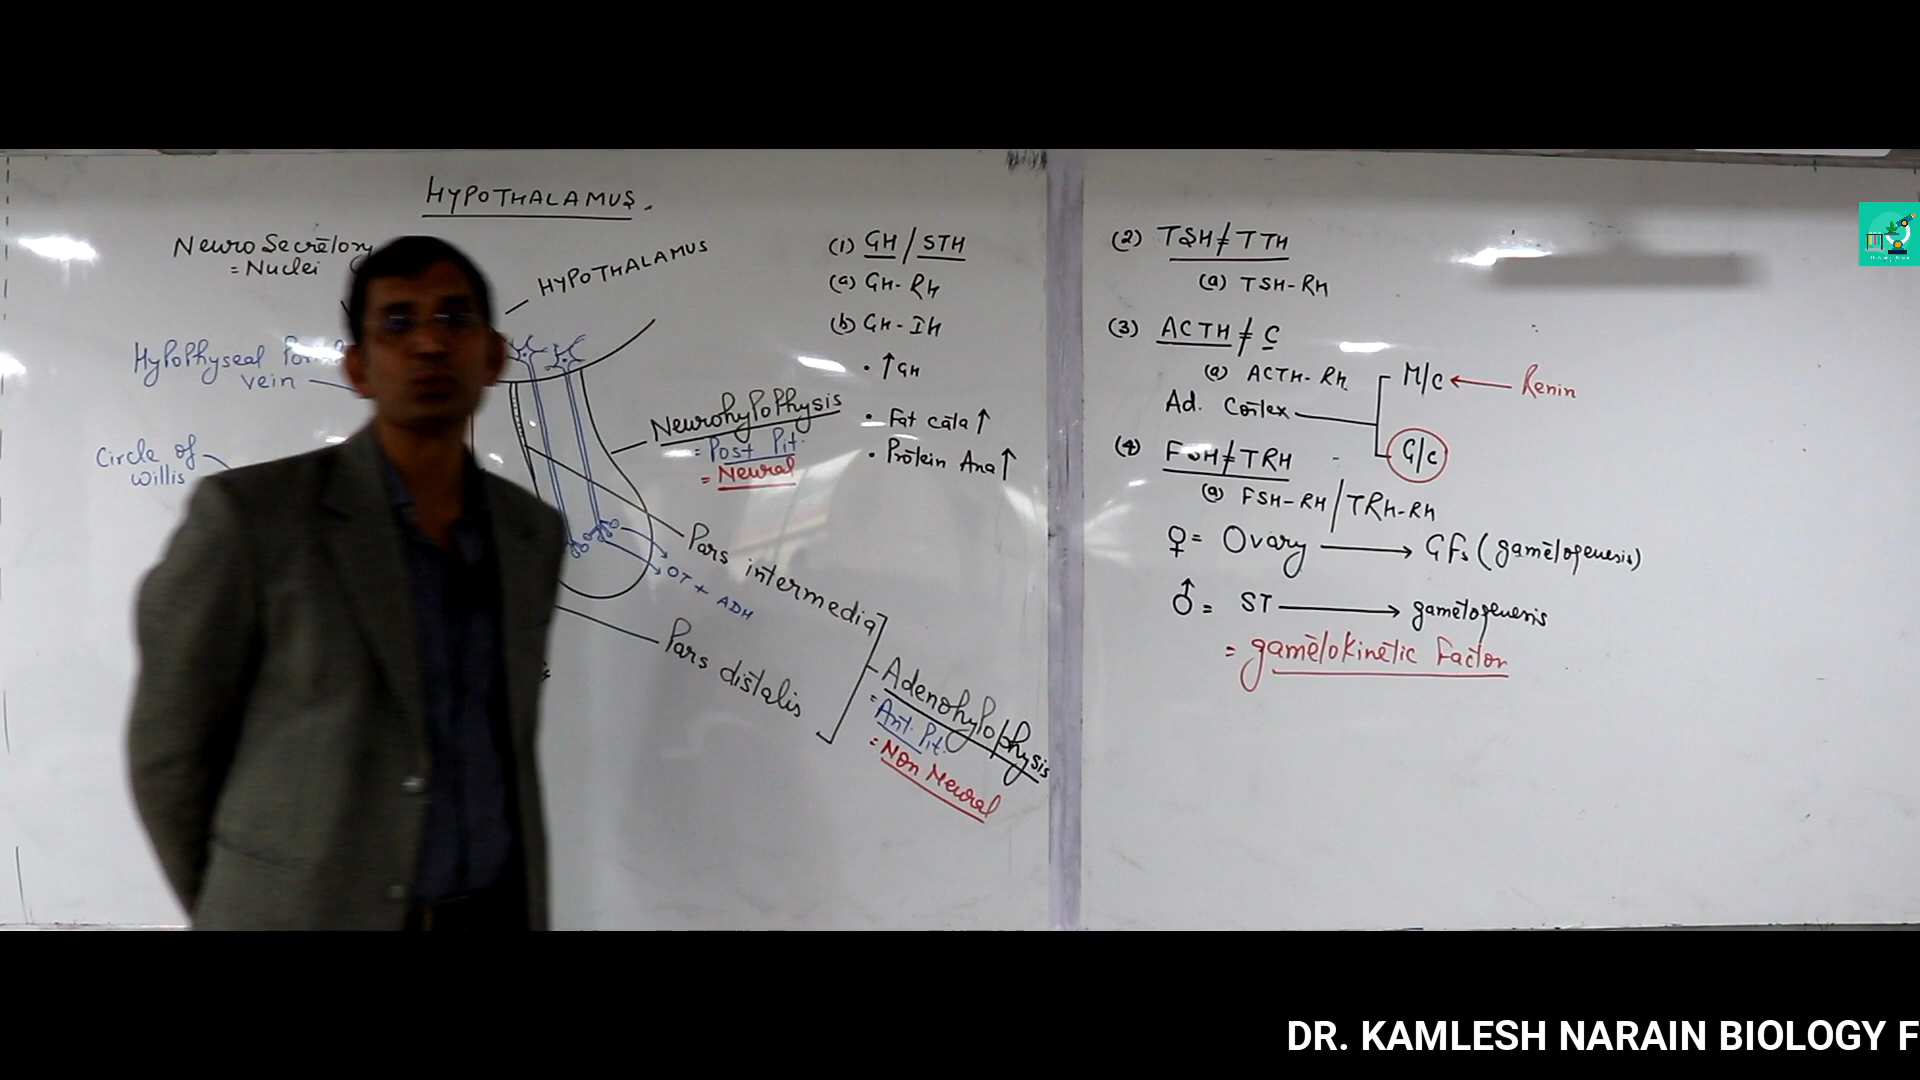 HYPOTHALAMUS
NeuroSecretory
= Nuclei
HYPOTHALAMUS
Hypophyseal
vein
Circle of
willis
Neurohypophysis
= Post Pit.
= Neural
Pars intermedia
OT + ADH
Pars distalis
Adenohypophysis
= Ant. Pit.
= Non Neural
(1) GH / STH
(a) GH-RH
(b) GH-IH
• ↑ GH
• Fat cata ↑
• Protein Ana ↑
(2) TSH / TTH
(a) TSH-RH
(3) ACTH / C
(a) ACTH-RH
Ad. Cortex
M/c ← Renin
G/c
(4) FSH / TRH
(a) FSH-RH / TRH-RH
♀ = Ovary → GFs (gametogenesis)
♂ = ST → gametogenesis
= gametokinetic Factor
DR. KAMLESH NARAIN BIOLOGY F